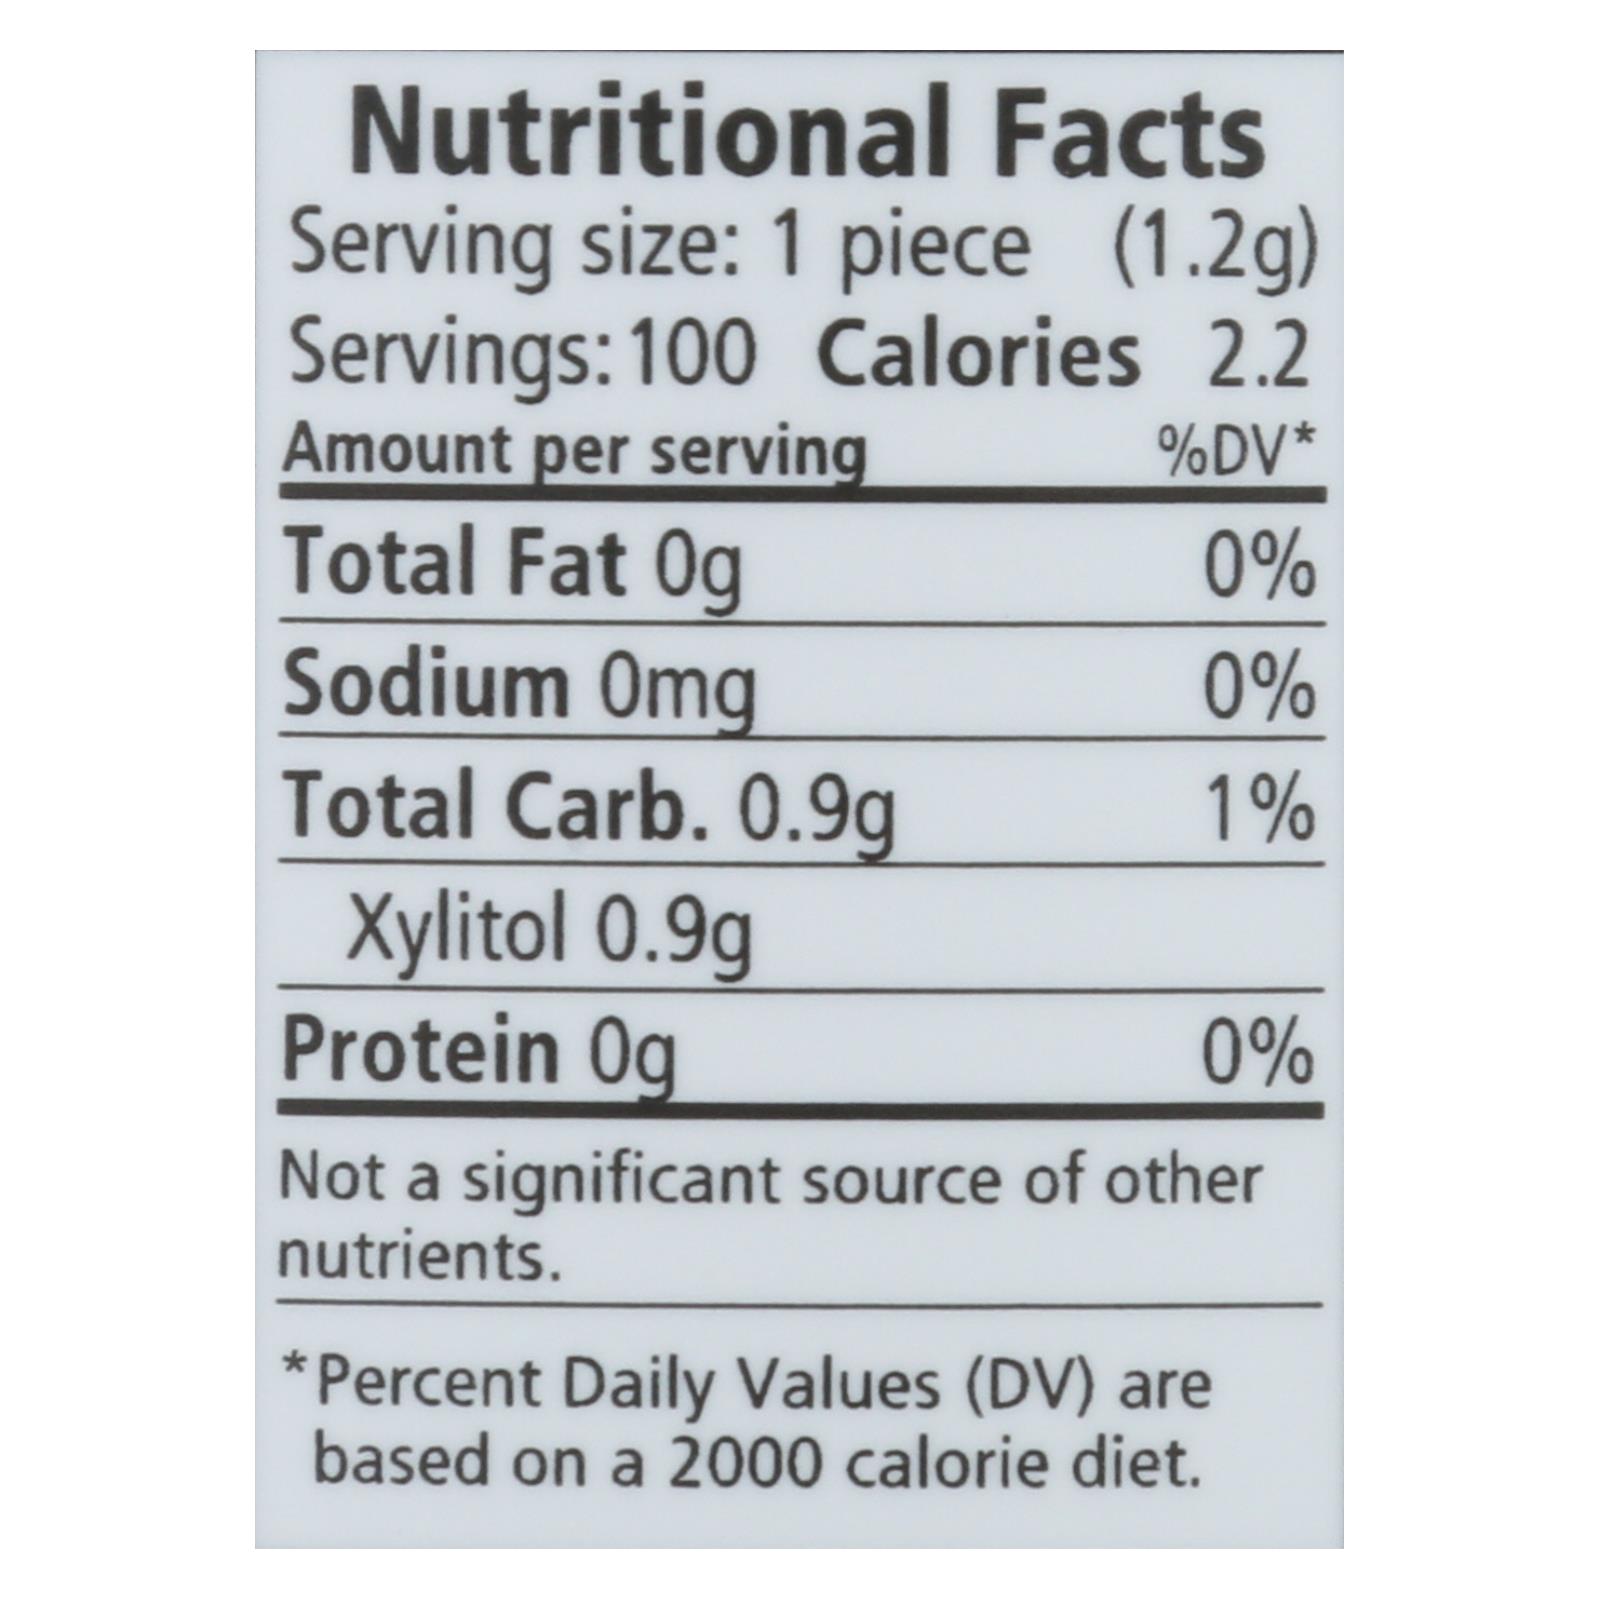 Nutritional Facts
Serving size: 1 piece (1.2g)
Servings: 100 Calories 2.2
Amount per serving %DV*
Total Fat 0g 0%
Sodium 0mg 0%
Total Carb. 0.9g 1%
Xylitol 0.9g
Protein 0g 0%
Not a significant source of other
nutrients.
*Percent Daily Values (DV) are
based on a 2000 calorie diet.